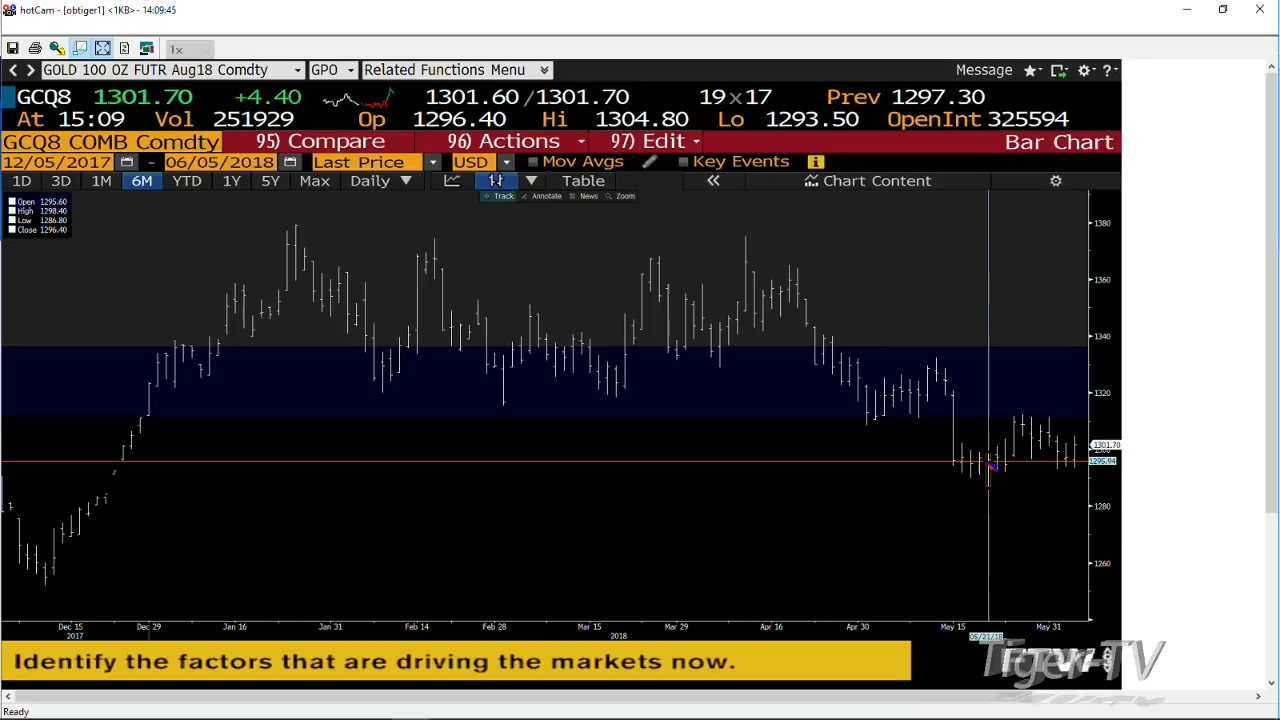 hotCam - [obtiger1] <1KB> - 14:09:45
1x
GOLD 100 OZ FUTR Aug18 Comdty GPO Related Functions Menu Message
GCQ8 1301.70 +4.40 1301.60/1301.70 19x17 Prev 1297.30
At 15:09 Vol 251929 Op 1296.40 Hi 1304.80 Lo 1293.50 OpenInt 325594
GCQ8 COMB Comdty 95) Compare 96) Actions 97) Edit Bar Chart
12/05/2017 - 06/05/2018 Last Price USD Mov Avgs Key Events
1D 3D 1M 6M YTD 1Y 5Y Max Daily Table Chart Content
Track Annotate News Zoom
Open 1295.60
High 1298.40
Low 1286.80
Close 1296.40
1380
1360
1340
1320
1301.70
1295.94
1280
1260
Dec 15 Dec 29 Jan 16 Jan 31 Feb 14 Feb 28 Mar 15 Mar 29 Apr 16 Apr 30 May 15 May 31
2017 2018 05/21/18
Identify the factors that are driving the markets now.
Tiger-TV
Ready